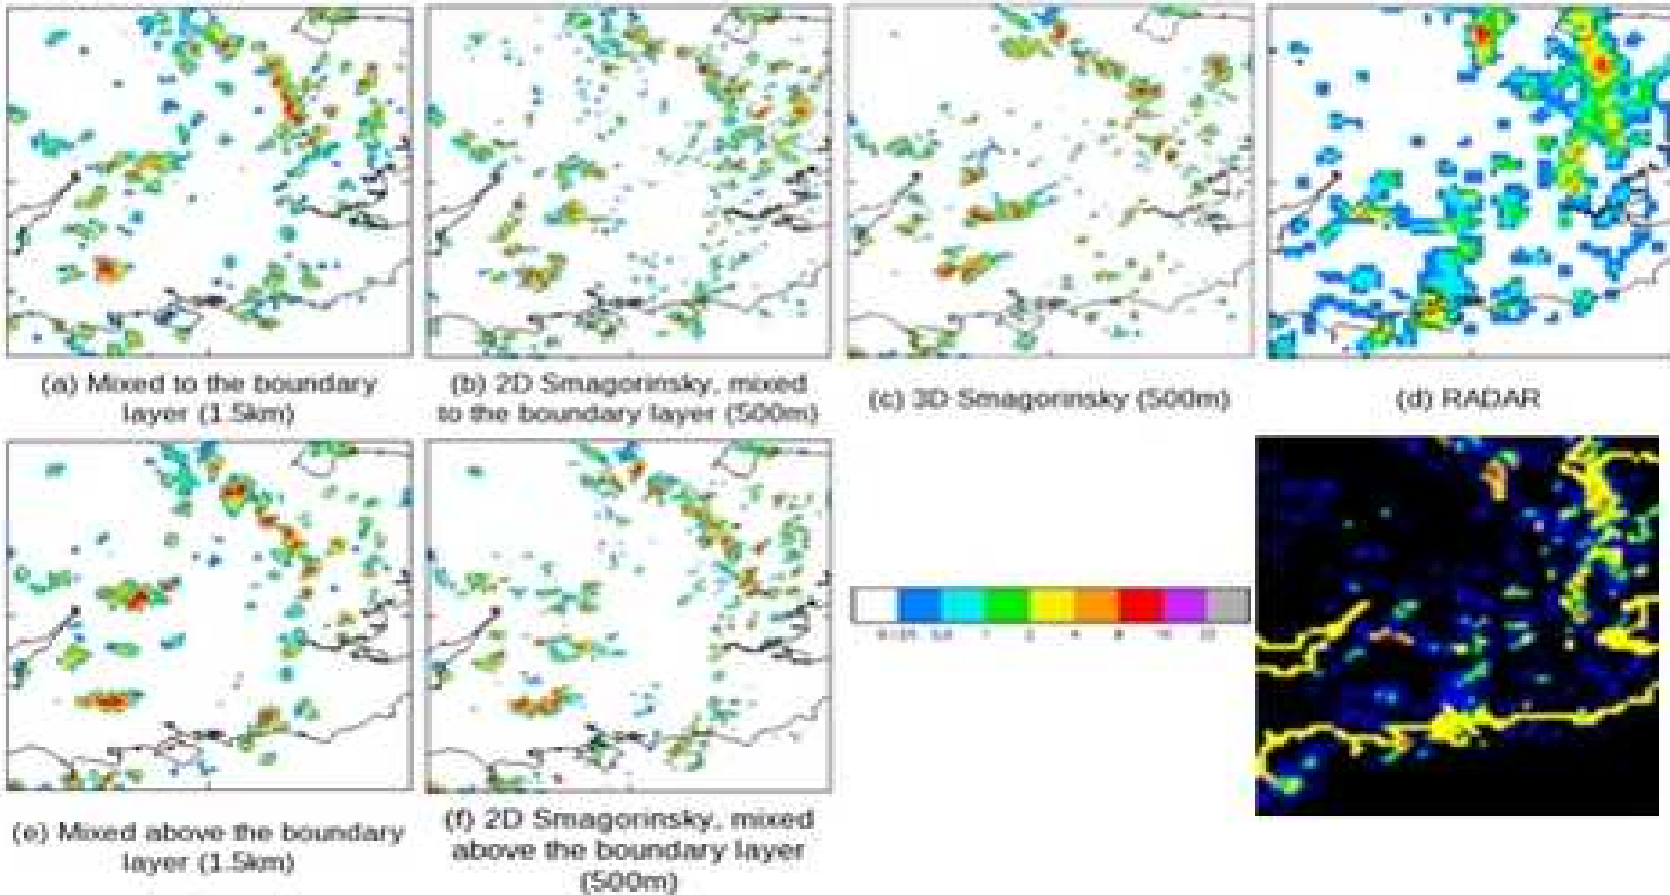 (a) Mixed to the boundary
layer (1.5km)
(b) 2D Smagorinsky, mixed
to the boundary layer (500m)
(c) 3D Smagorinsky (500m)
(d) RADAR
(e) Mixed above the boundary
layer (1.5km)
(f) 2D Smagorinsky, mixed
above the boundary layer
(500m)